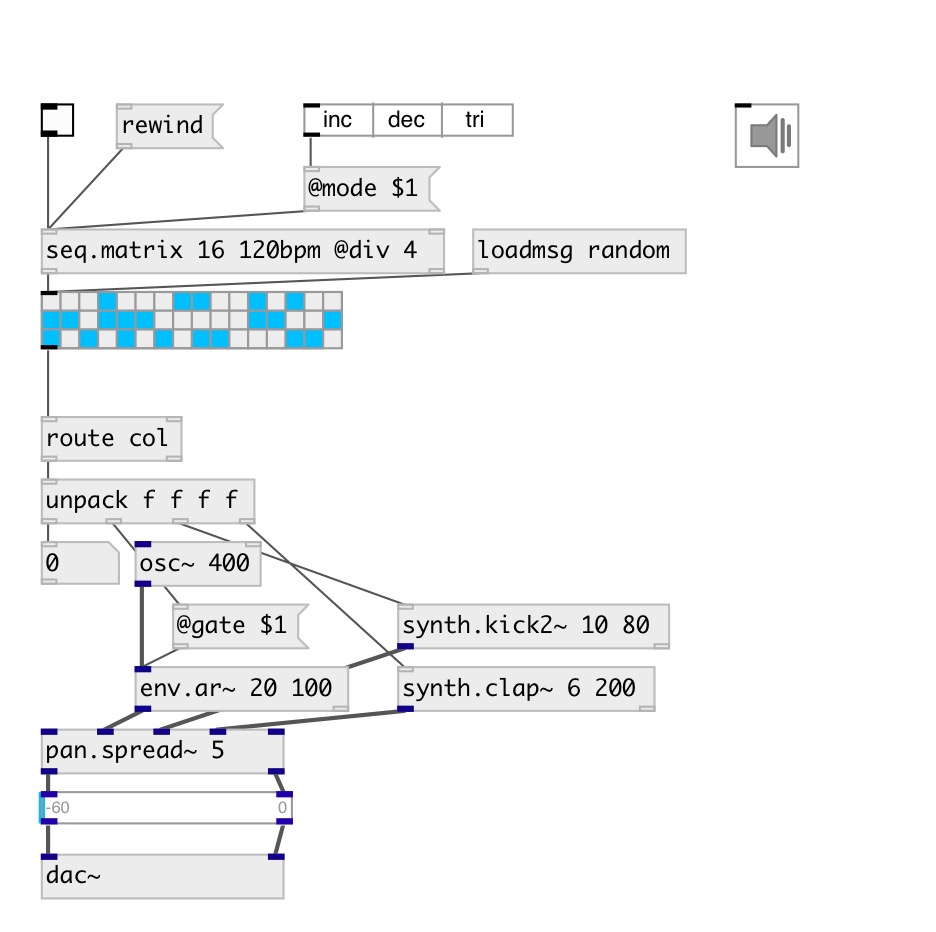 rewind
inc dec tri
@mode $1
seq.matrix 16 120bpm @div 4
loadmsg random
route col
unpack f f f f
0
osc~ 400
@gate $1
synth.kick2~ 10 80
env.ar~ 20 100
synth.clap~ 6 200
pan.spread~ 5
-60 0
dac~